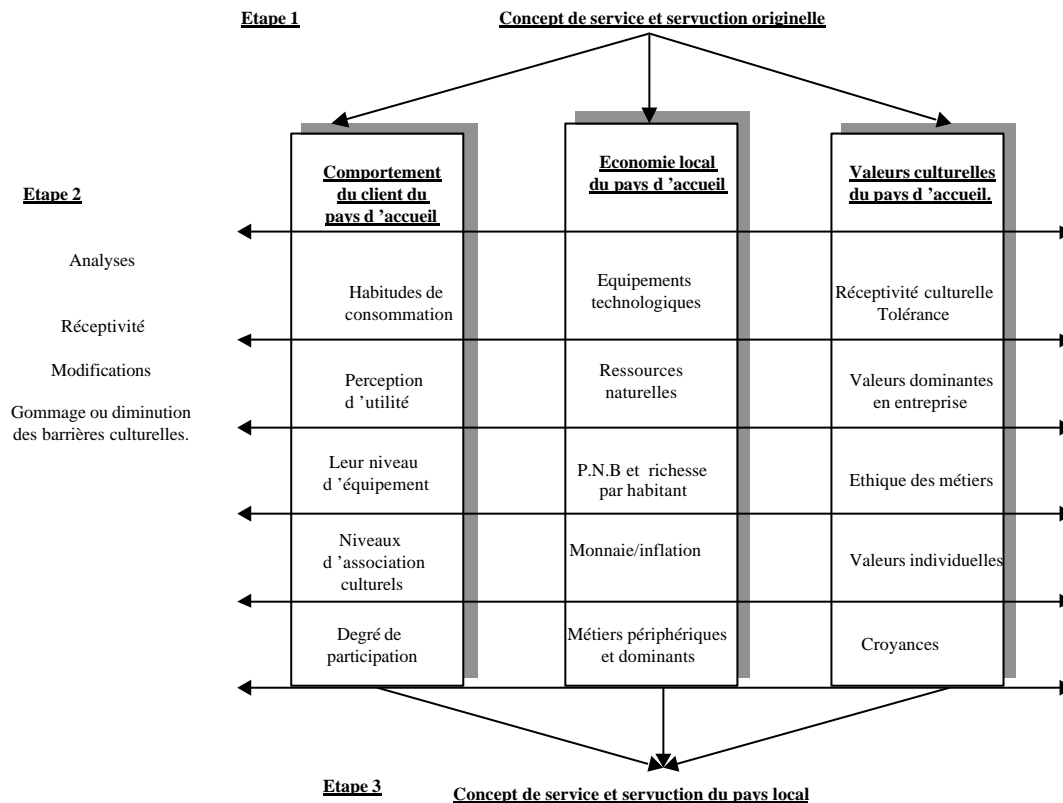 Etape 1
Concept de service et servuction originelle
Etape 2
Analyses
Réceptivité
Modifications
Gommage ou diminution
des barrières culturelles.
Comportement
du client du
pays d ’accueil
Habitudes de
consommation
Perception
d ’utilité
Leur niveau
d ’équipement
Niveaux
d ’association
culturels
Degré de
participation
Economie local
du pays d ’accueil
Equipements
technologiques
Ressources
naturelles
P.N.B et richesse
par habitant
Monnaie/inflation
Métiers périphériques
et dominants
Valeurs culturelles
du pays d ’accueil.
Réceptivité culturelle
Tolérance
Valeurs dominantes
en entreprise
Ethique des métiers
Valeurs individuelles
Croyances
Etape 3
Concept de service et servuction du pays local